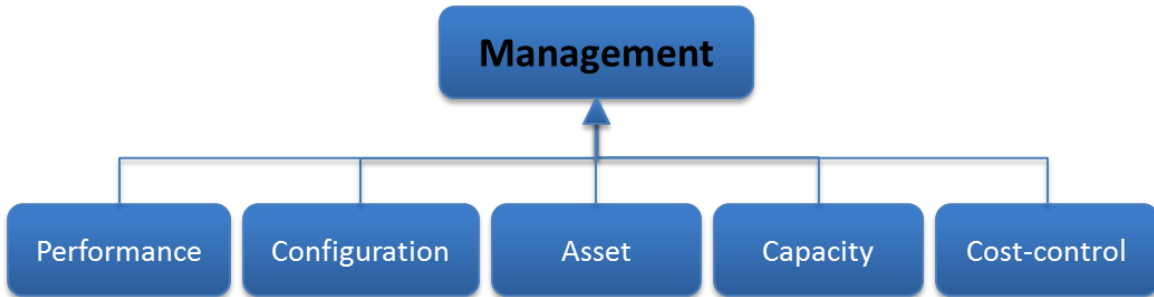 Management
Performance
Configuration
Asset
Capacity
Cost-control